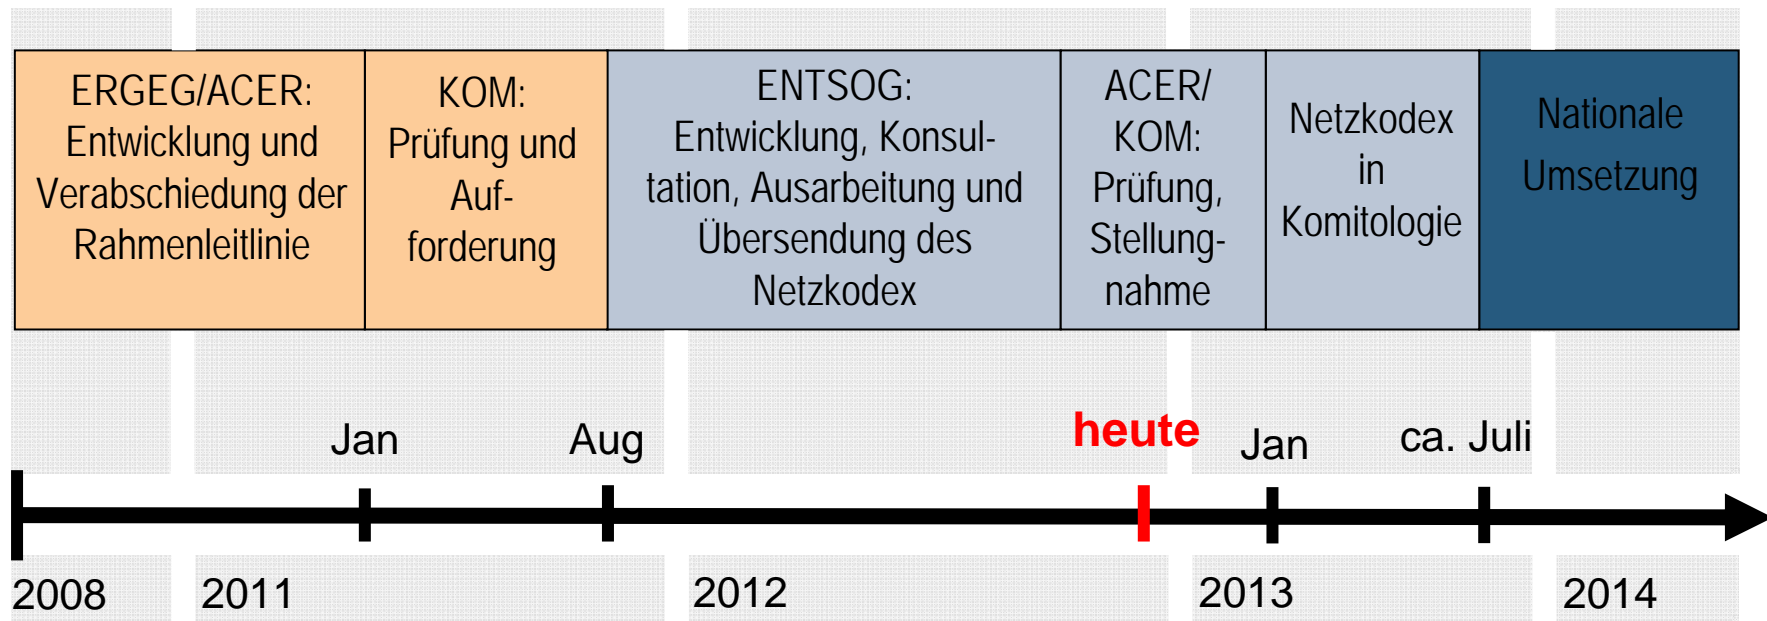 ERGEG/ACER:
Entwicklung und
Verabschiedung der
Rahmenleitlinie
KOM:
Prüfung und
Auf-
forderung
ENTSOG:
Entwicklung, Konsul-
tation, Ausarbeitung und
Übersendung des
Netzkodex
ACER/
KOM:
Prüfung,
Stellung-
nahme
Netzkodex
in
Komitologie
Nationale
Umsetzung
Jan
Aug
heute
Jan
ca. Juli
2008
2011
2012
2013
2014